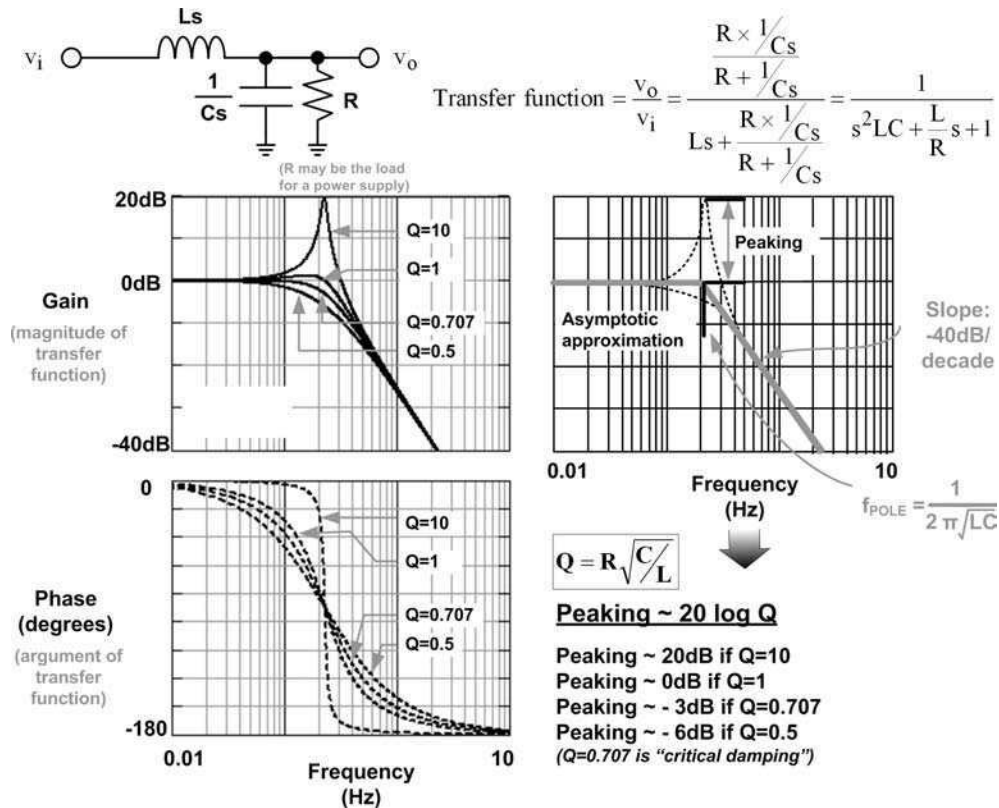 Ls
vi
vo
1
Cs
R
Transfer function = vo/vi = (R × 1/Cs / R + 1/Cs) / (Ls + R × 1/Cs / R + 1/Cs) = 1 / (s²LC + L/R s + 1)
(R may be the load
for a power supply)
20dB
0dB
-40dB
Gain
(magnitude of
transfer
function)
Q=10
Q=1
Q=0.707
Q=0.5
Peaking
Asymptotic
approximation
Slope:
-40dB/
decade
0.01
10
Frequency
(Hz)
fPOLE = 1 / 2 π√LC
0
-180
Phase
(degrees)
(argument of
transfer
function)
Q=10
Q=1
Q=0.707
Q=0.5
0.01
10
Frequency
(Hz)
Q = R√C/L
Peaking ~ 20 log Q
Peaking ~ 20dB if Q=10
Peaking ~ 0dB if Q=1
Peaking ~ - 3dB if Q=0.707
Peaking ~ - 6dB if Q=0.5
(Q=0.707 is “critical damping”)